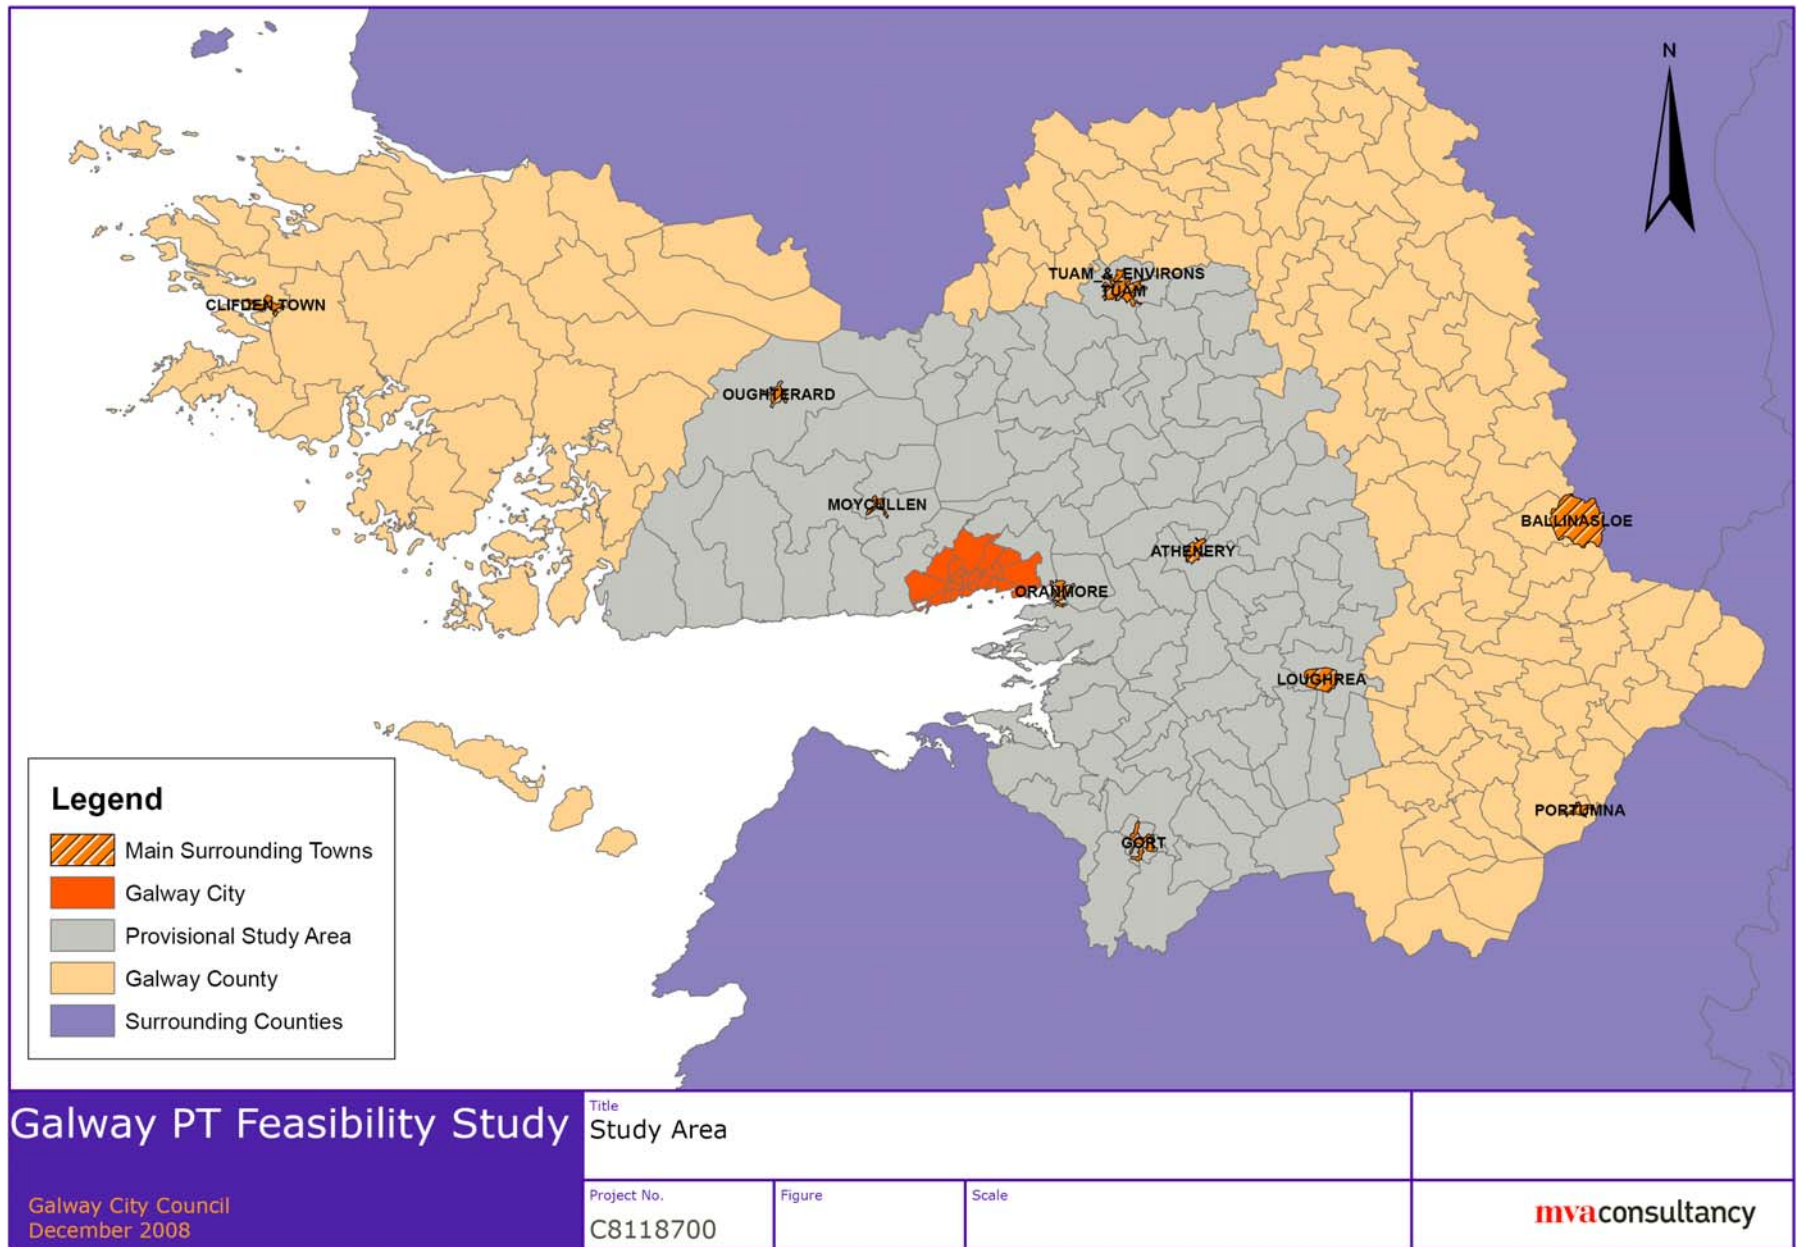 N
TUAM_&_ENVIRONS
TUAM
CLIFDEN TOWN
OUGHTERARD
MOYCULLEN
BALLINASLOE
ATHENERY
ORANMORE
LOUGHREA
PORTUMNA
GORT
Legend
Main Surrounding Towns
Galway City
Provisional Study Area
Galway County
Surrounding Counties
Galway PT Feasibility Study
Galway City Council
December 2008
Title
Study Area
Project No.
C8118700
Figure
Scale
mvaconsultancy